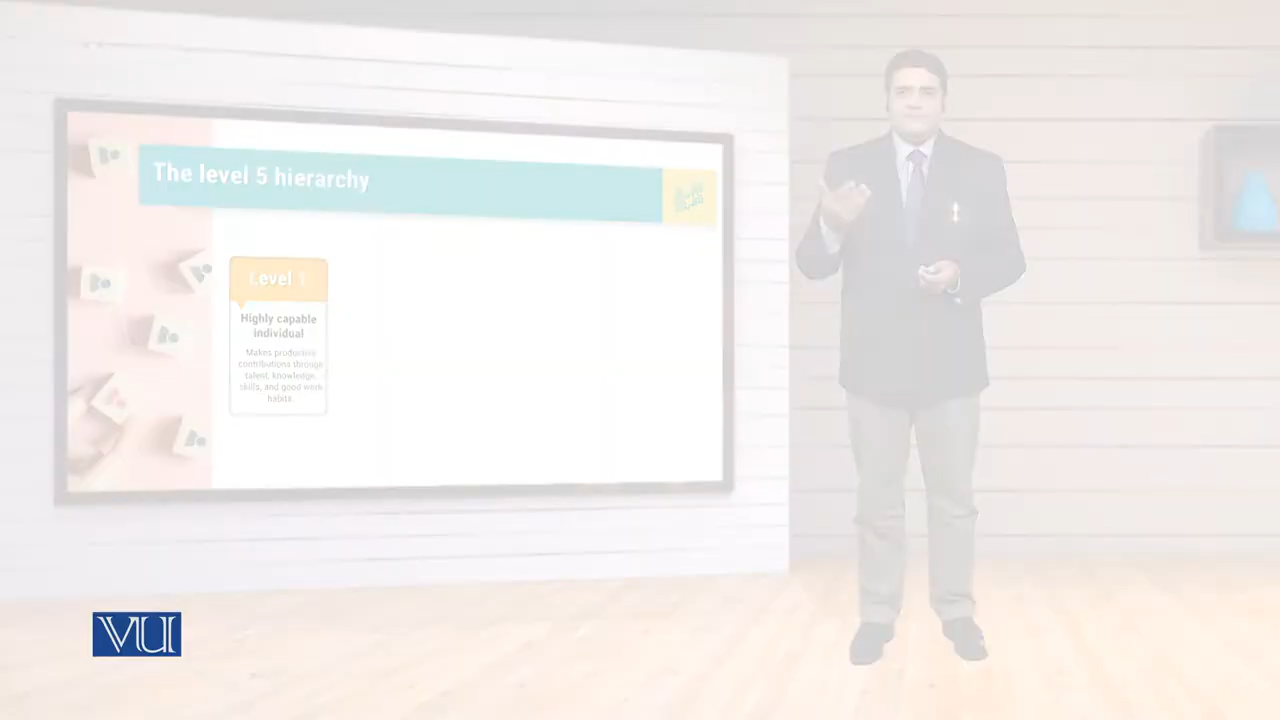 The level 5 hierarchy
Level 1
Highly capable
individual
Makes productive
contributions through
talent, knowledge,
skills, and good work
habits.
VU